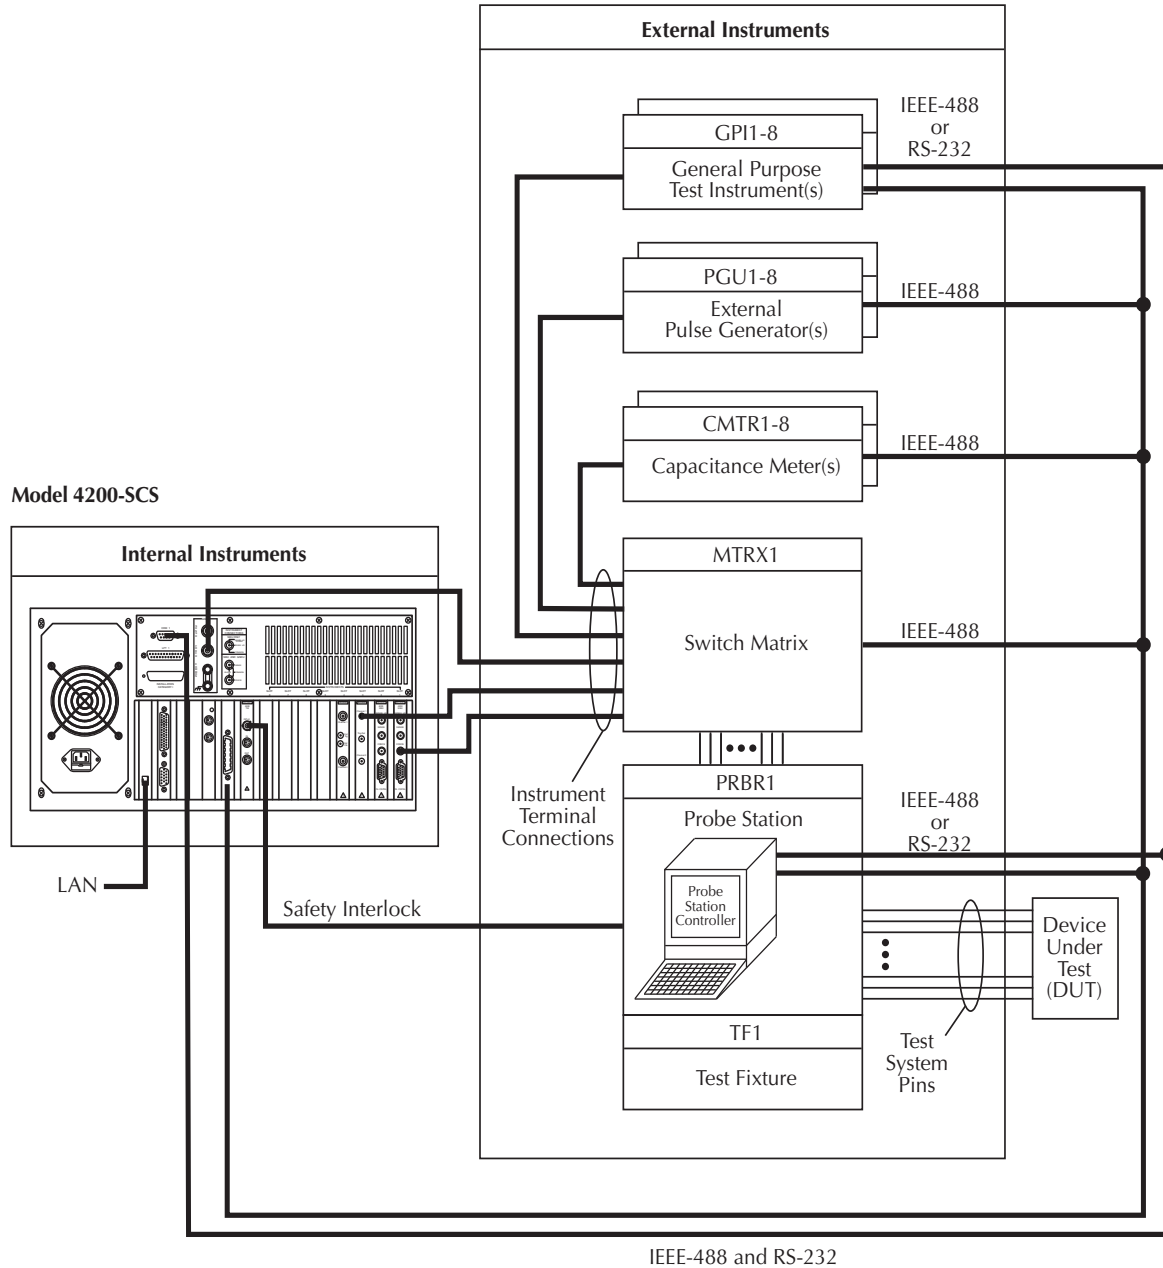 External Instruments
GPI1-8
General Purpose
Test Instrument(s)
IEEE-488
or
RS-232
PGU1-8
External
Pulse Generator(s)
IEEE-488
CMTR1-8
Capacitance Meter(s)
IEEE-488
Model 4200-SCS
Internal Instruments
MTRX1
Switch Matrix
IEEE-488
Instrument
Terminal
Connections
PRBR1
Probe Station
IEEE-488
or
RS-232
Probe
Station
Controller
LAN
Safety Interlock
Device
Under
Test
(DUT)
Test
System
Pins
TF1
Test Fixture
IEEE-488 and RS-232